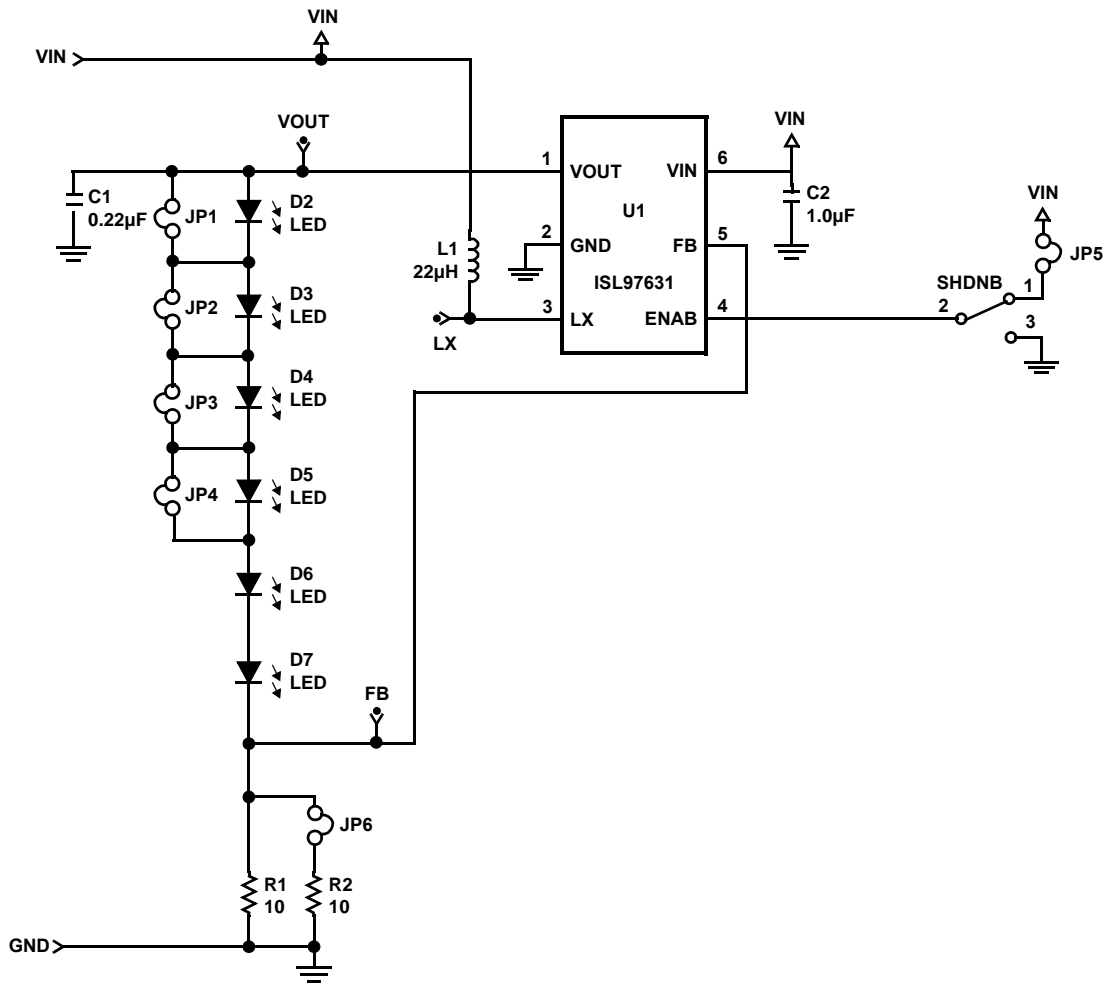 VIN
VIN
VOUT
C1
0.22µF
JP1
D2
LED
JP2
D3
LED
JP3
D4
LED
JP4
D5
LED
D6
LED
D7
LED
FB
JP6
R1
10
R2
10
GND
L1
22µH
LX
1
VOUT
VIN
6
U1
2
GND
FB
5
ISL97631
3
LX
ENAB
4
VIN
C2
1.0µF
VIN
JP5
SHDNB
1
2
3